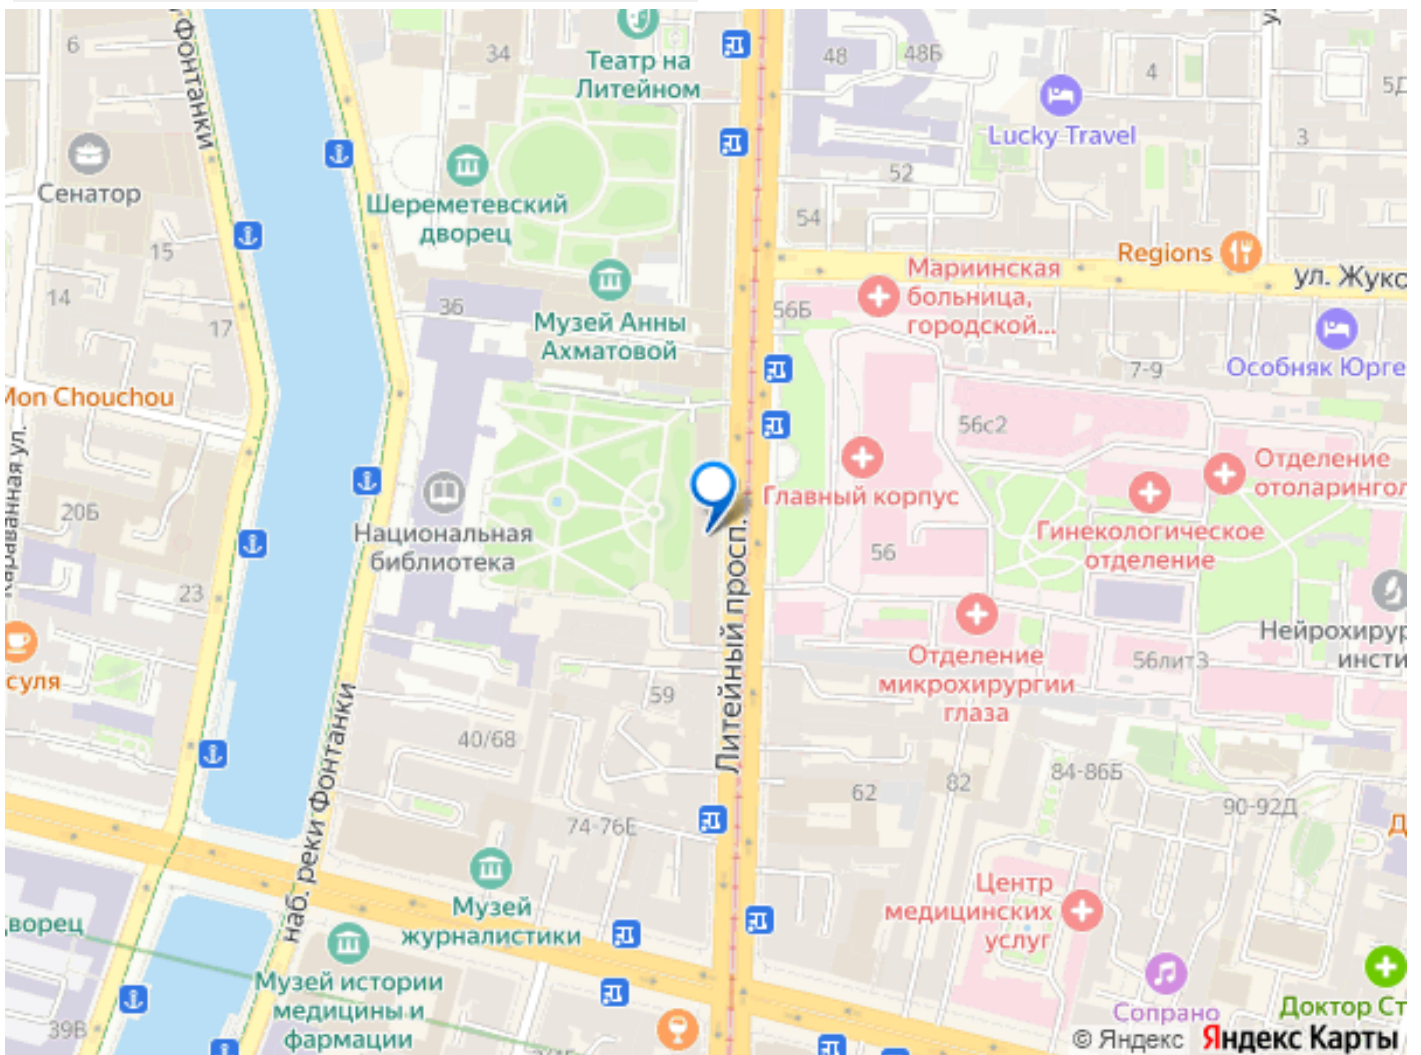 Фонтанки
6
34
Театр на
Литейном
48
48Б
4
5Д
3
Lucky Travel
Сенатор
52
54
Шереметевский
дворец
15
14
17
36
Regions
ул. Жуко
Мариинская
больница,
городской...
56Б
Музей Анны
Ахматовой
7-9
Особняк Юрге
Mon Chouchou
56с2
Караванная ул.
20Б
Национальная
библиотека
Главный корпус
Отделение
отоларингол
Гинекологическое
отделение
56
23
Литейный просп.
Нейрохирур
инсти
Отделение
микрохирургии
глаза
56лит3
суля
59
40/68
наб. реки Фонтанки
62
82
84-86Б
90-92Д
74-76Е
Д
Музей
журналистики
Центр
медицинских
услуг
ворец
Музей истории
медицины и
фармации
39В
Сопрано
Доктор Ст
© Яндекс Яндекс Карты